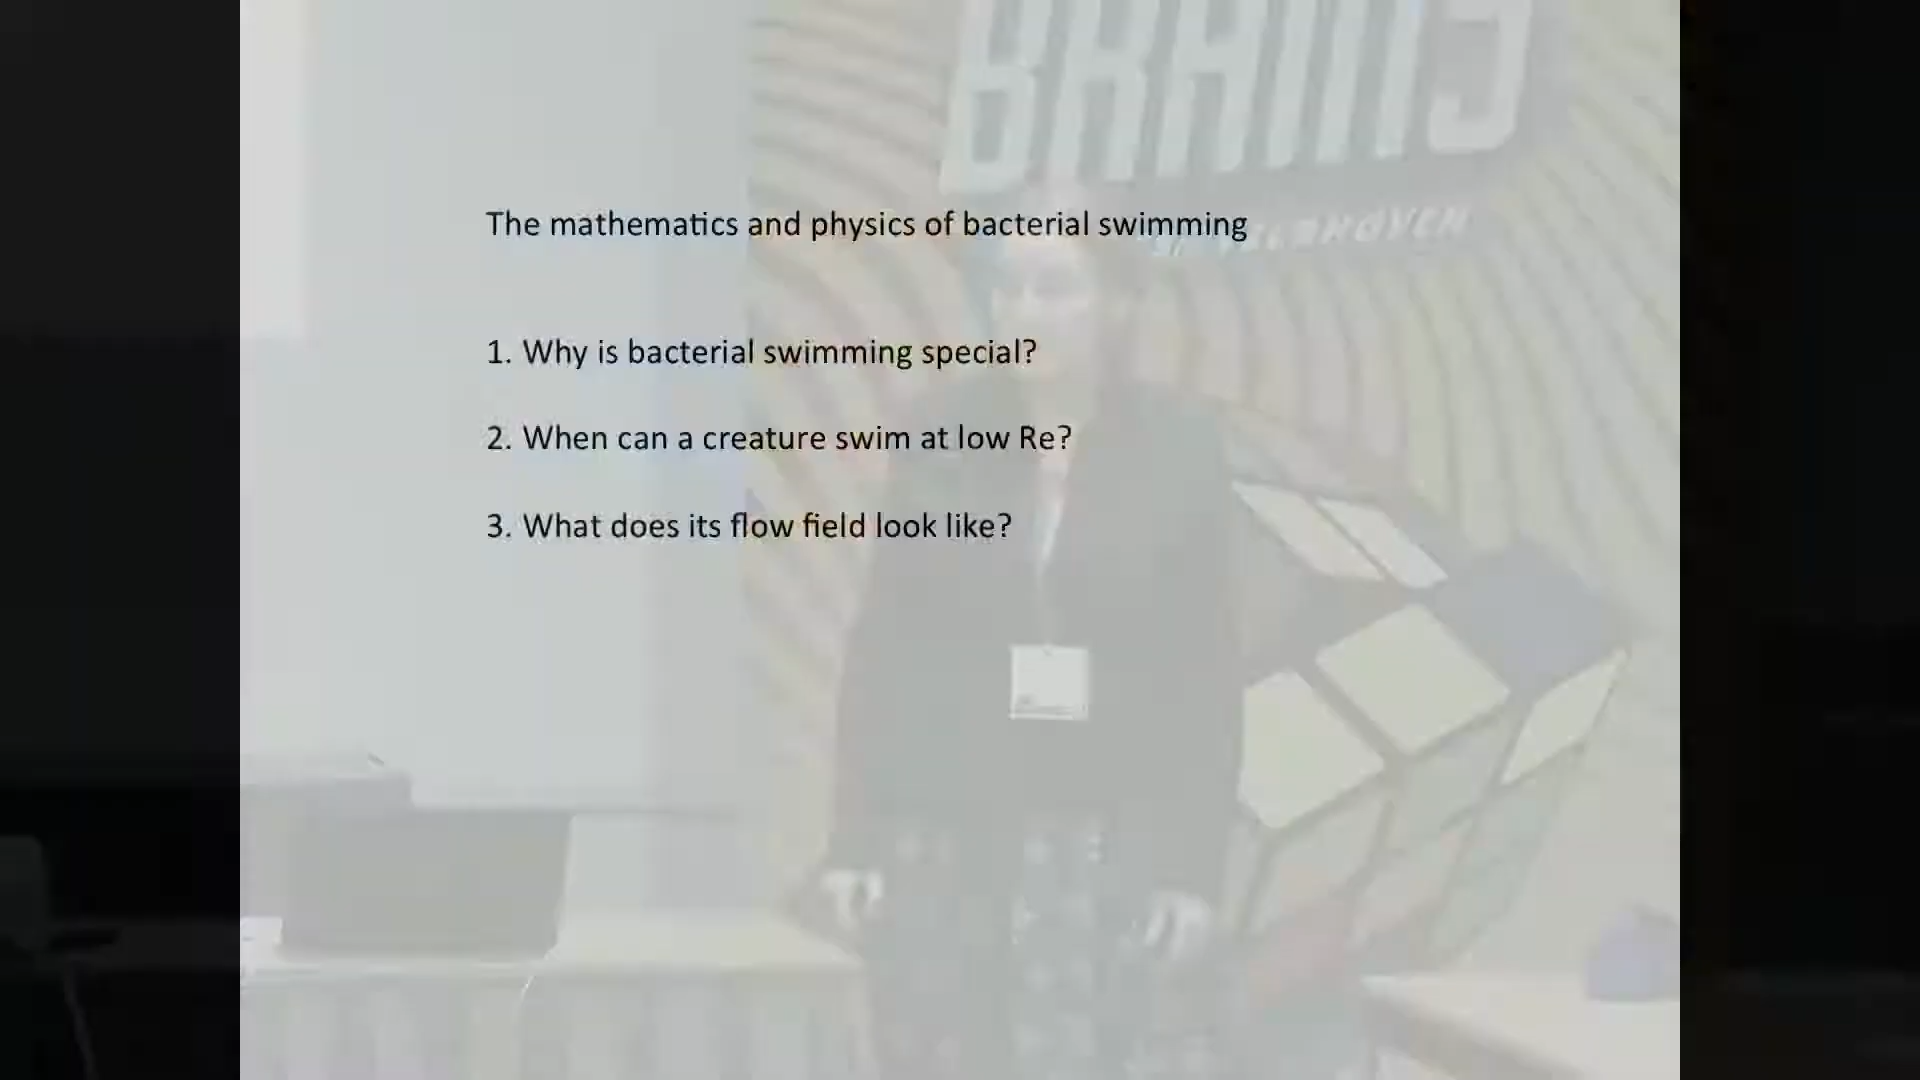 BRAINS
The mathematics and physics of bacterial swimming
1. Why is bacterial swimming special?
2. When can a creature swim at low Re?
3. What does its flow field look like?